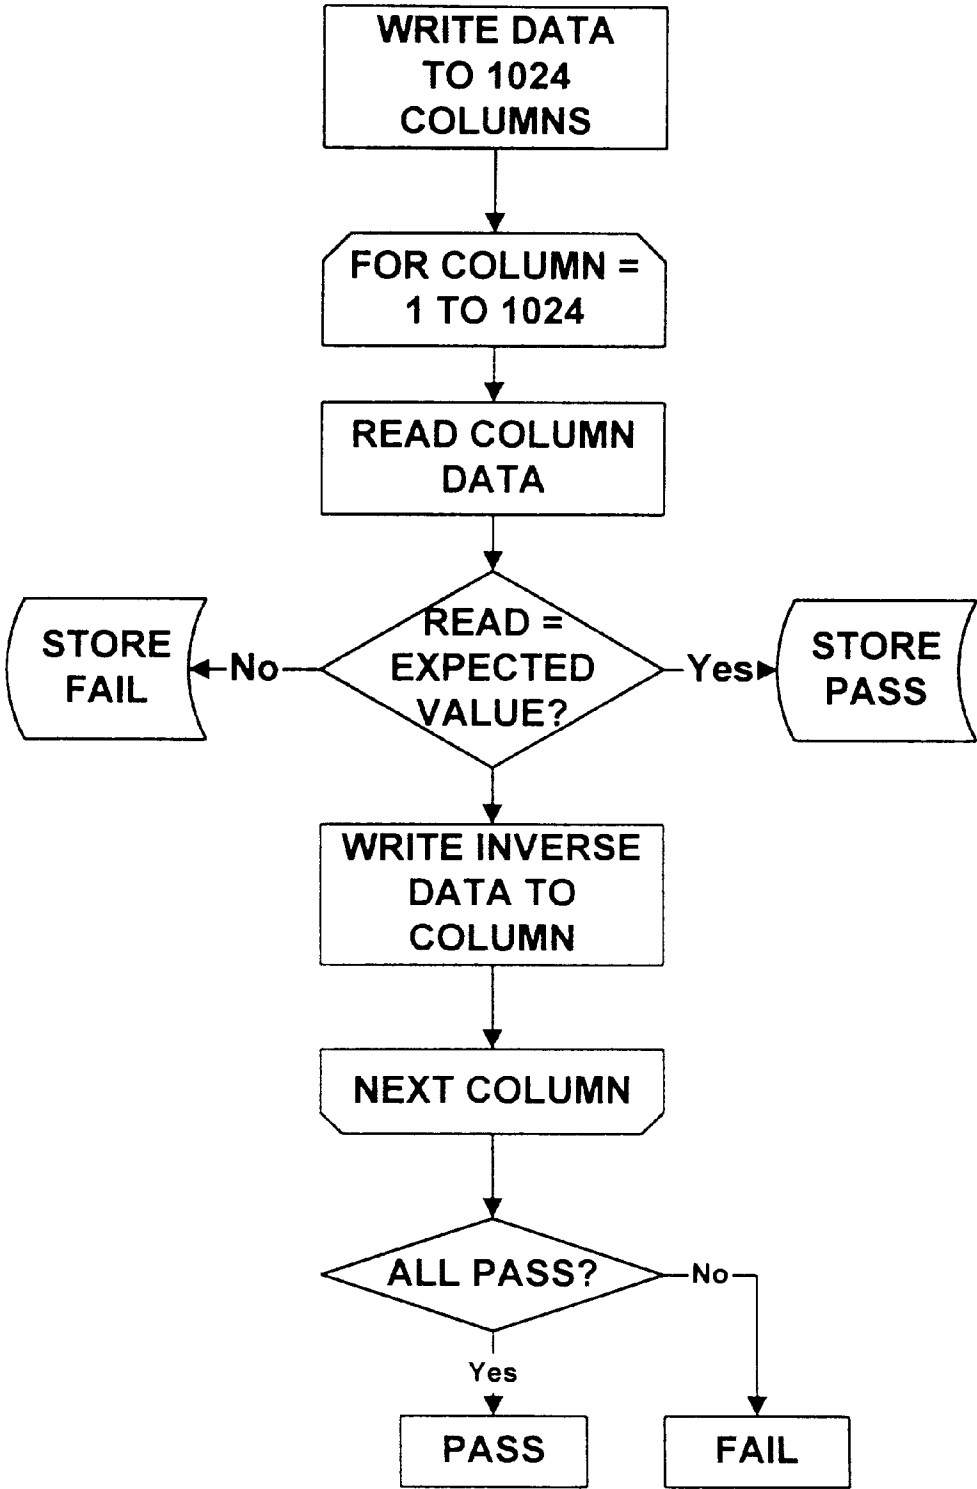 WRITE DATA
TO 1024
COLUMNS
FOR COLUMN =
1 TO 1024
READ COLUMN
DATA
STORE
FAIL
No
READ =
EXPECTED
VALUE?
Yes
STORE
PASS
WRITE INVERSE
DATA TO
COLUMN
NEXT COLUMN
ALL PASS?
No
Yes
PASS
FAIL